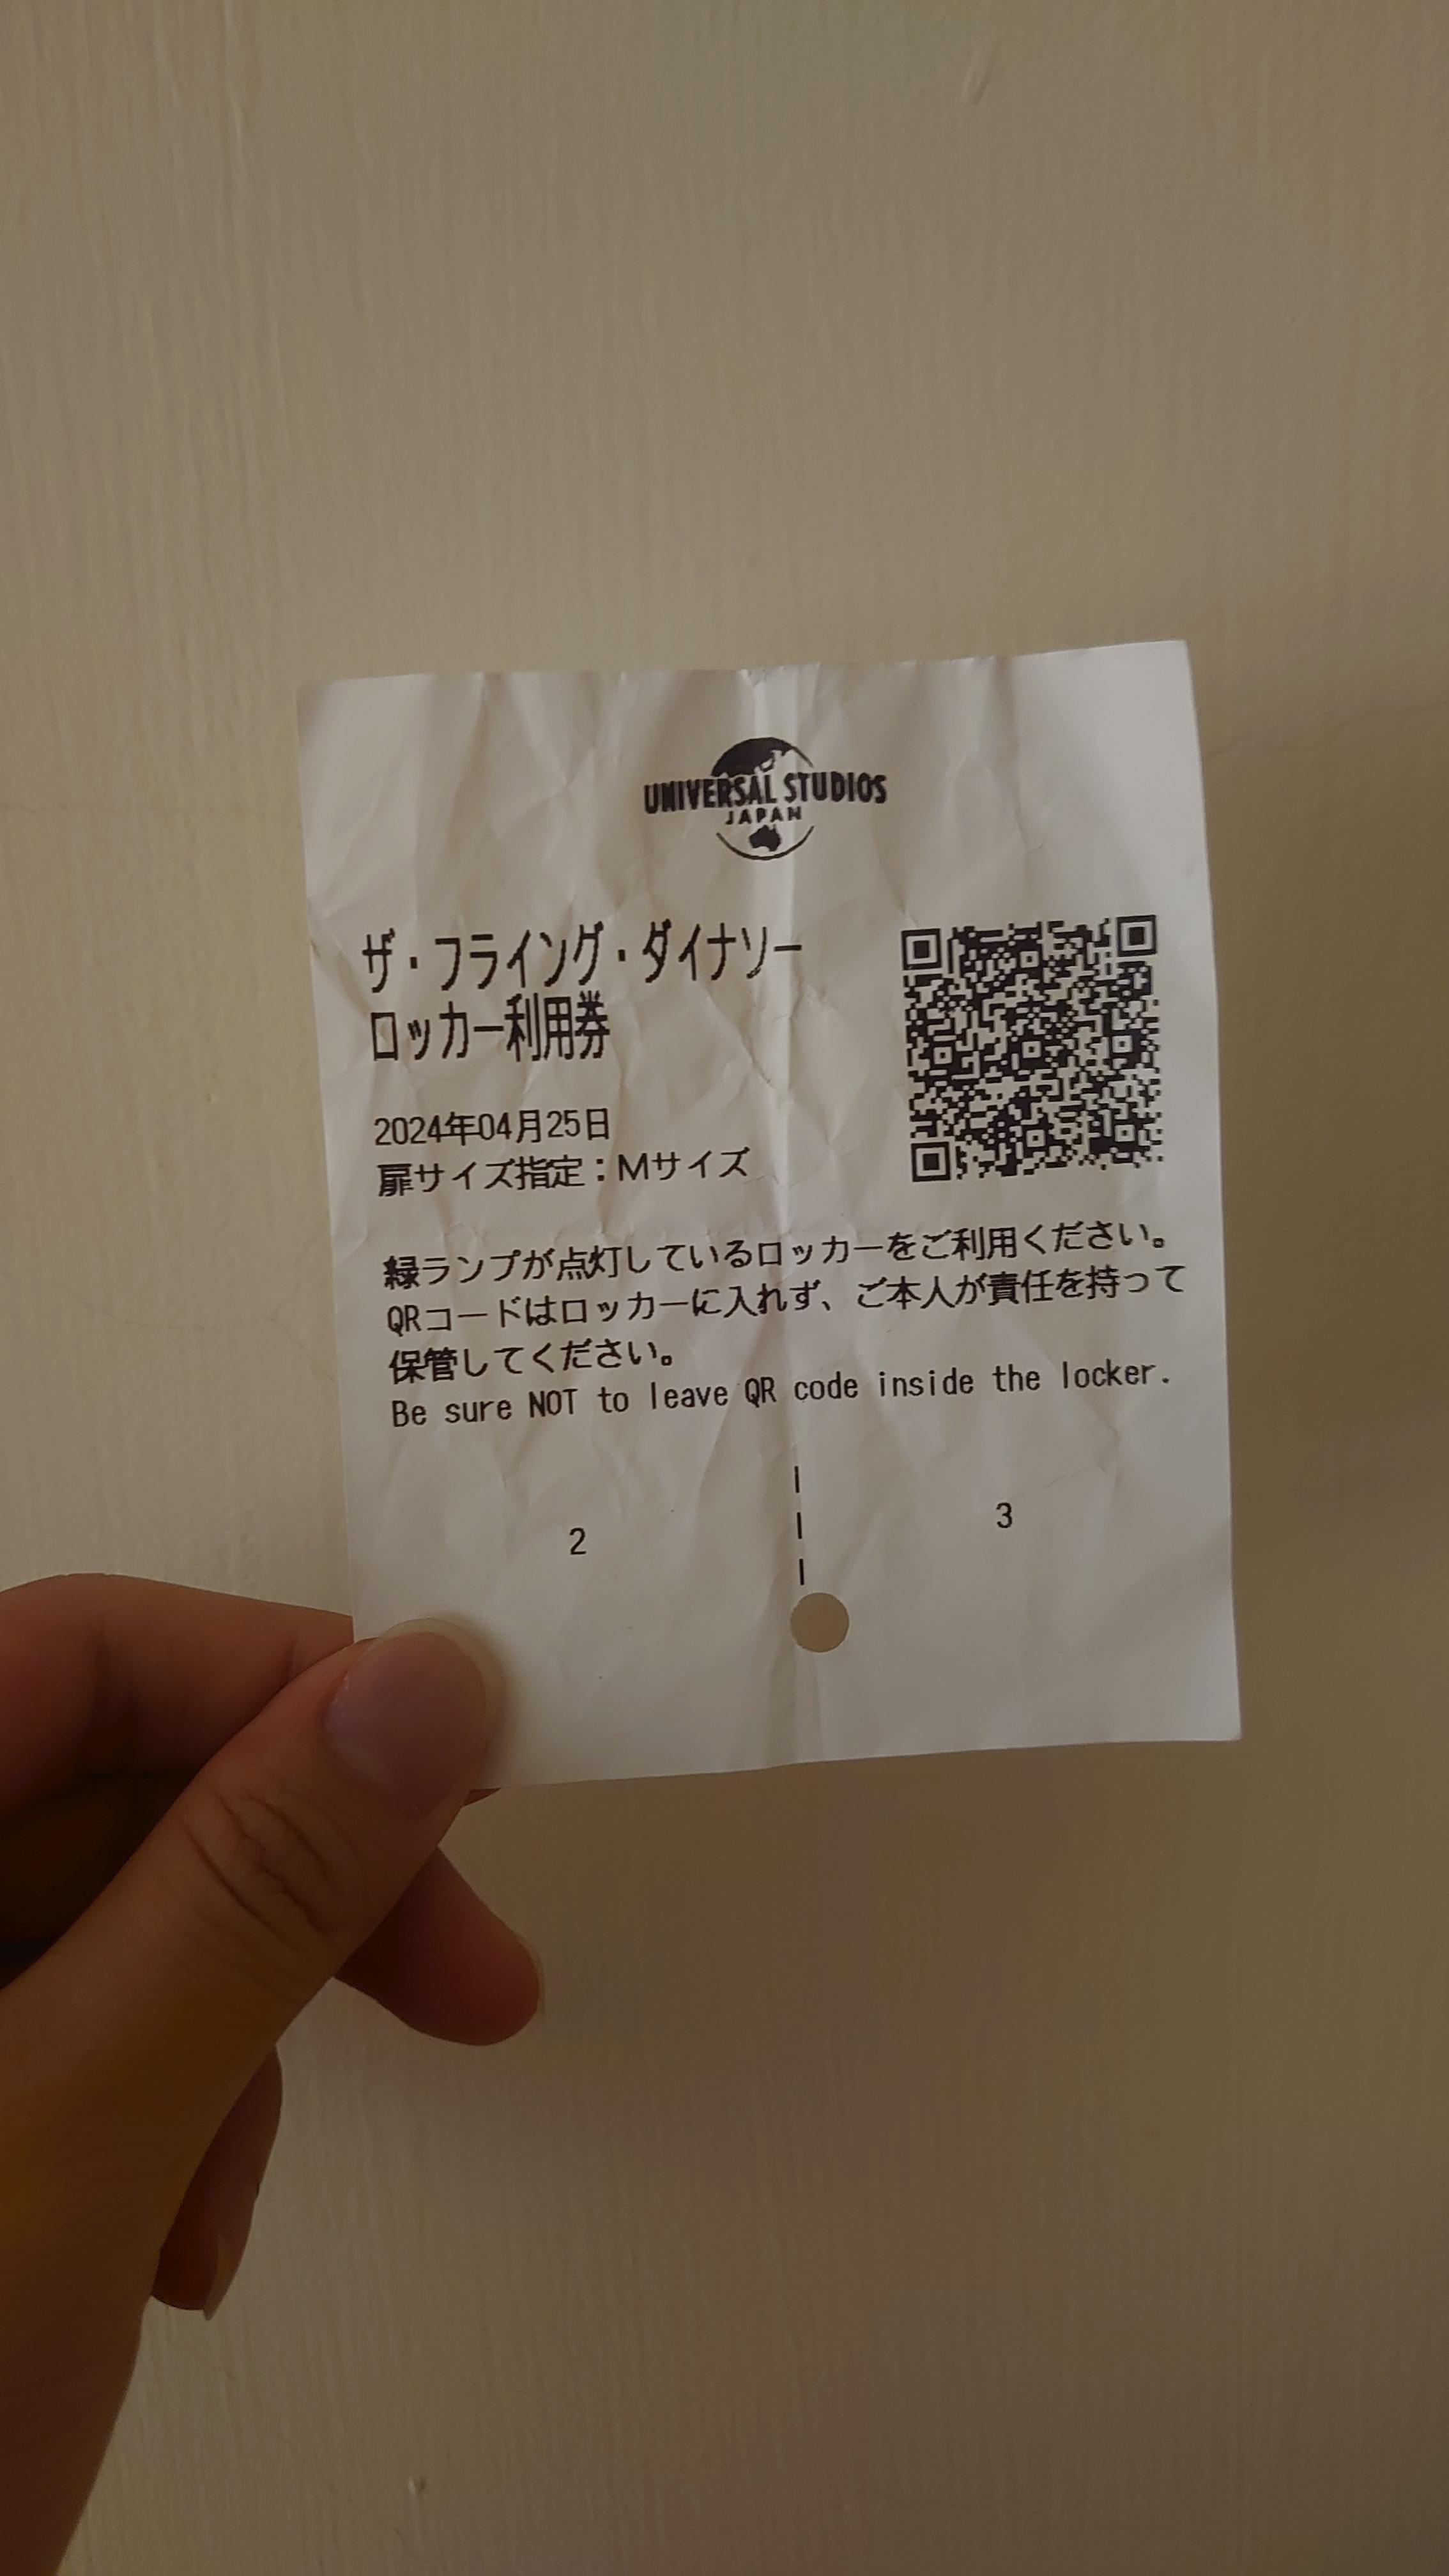 UNIVERSAL STUDIOS
JAPAN
ザ・フライング・ダイナソー
ロッカー利用券
2024年04月25日
扉サイズ指定：Mサイズ
緑ランプが点灯しているロッカーをご利用ください。
QRコードはロッカーに入れず、ご本人が責任を持って
保管してください。
Be sure NOT to leave QR code inside the locker.
2 3